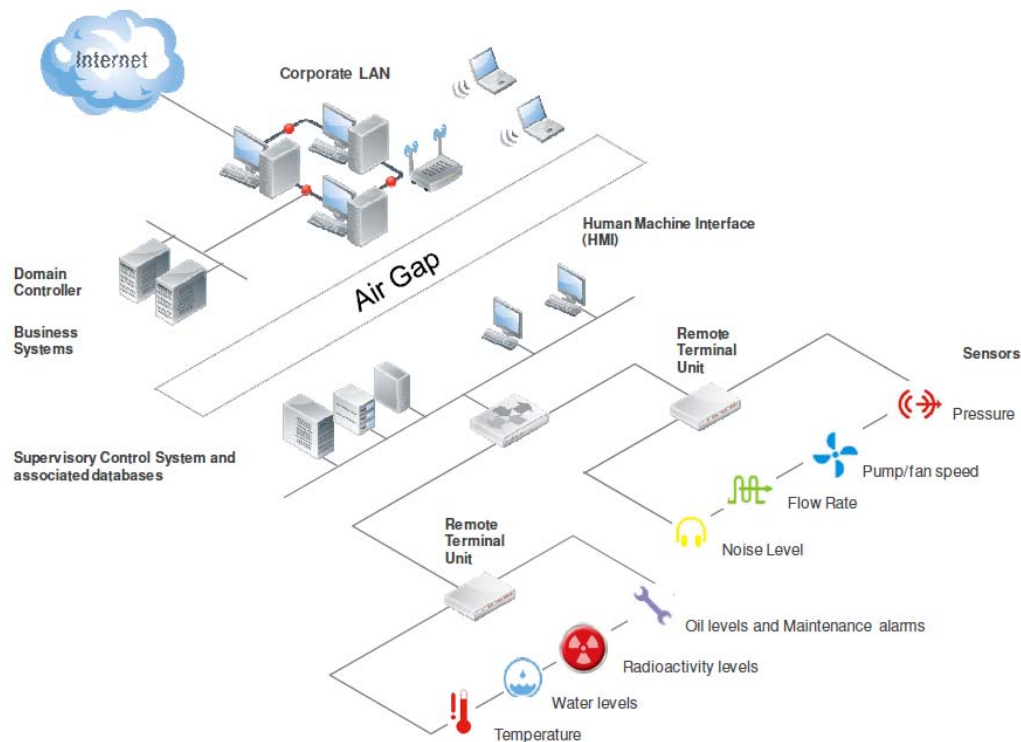 Internet
Corporate LAN
Human Machine Interface
(HMI)
Air Gap
Domain
Controller
Business
Systems
Remote
Terminal
Unit
Sensors
Pressure
Pump/fan speed
Flow Rate
Noise Level
Supervisory Control System and
associated databases
Remote
Terminal
Unit
Oil levels and Maintenance alarms
Radioactivity levels
Water levels
Temperature